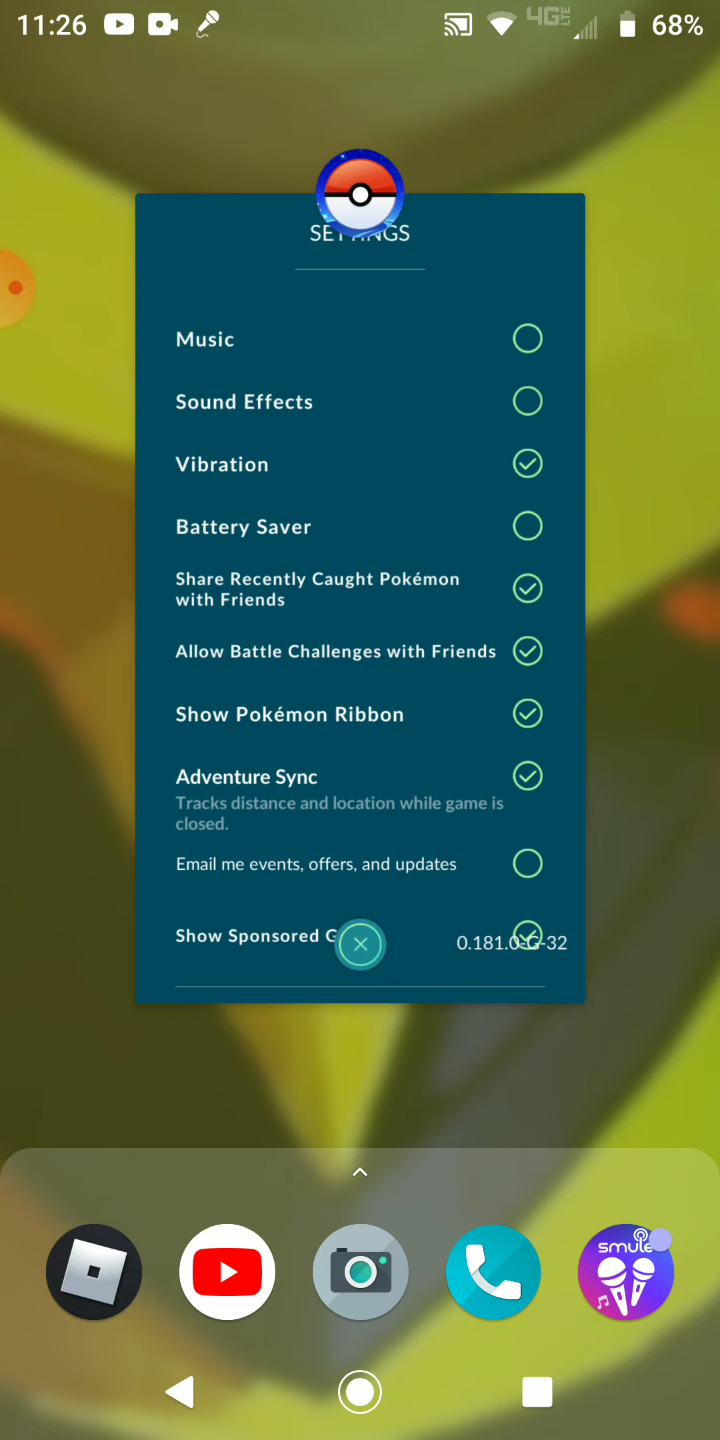 11:26
4G LTE
68%
SETTINGS
Music
Sound Effects
Vibration
Battery Saver
Share Recently Caught Pokémon
with Friends
Allow Battle Challenges with Friends
Show Pokémon Ribbon
Adventure Sync
Tracks distance and location while game is
closed.
Email me events, offers, and updates
Show Sponsored G
0.181.0-G-32
smule